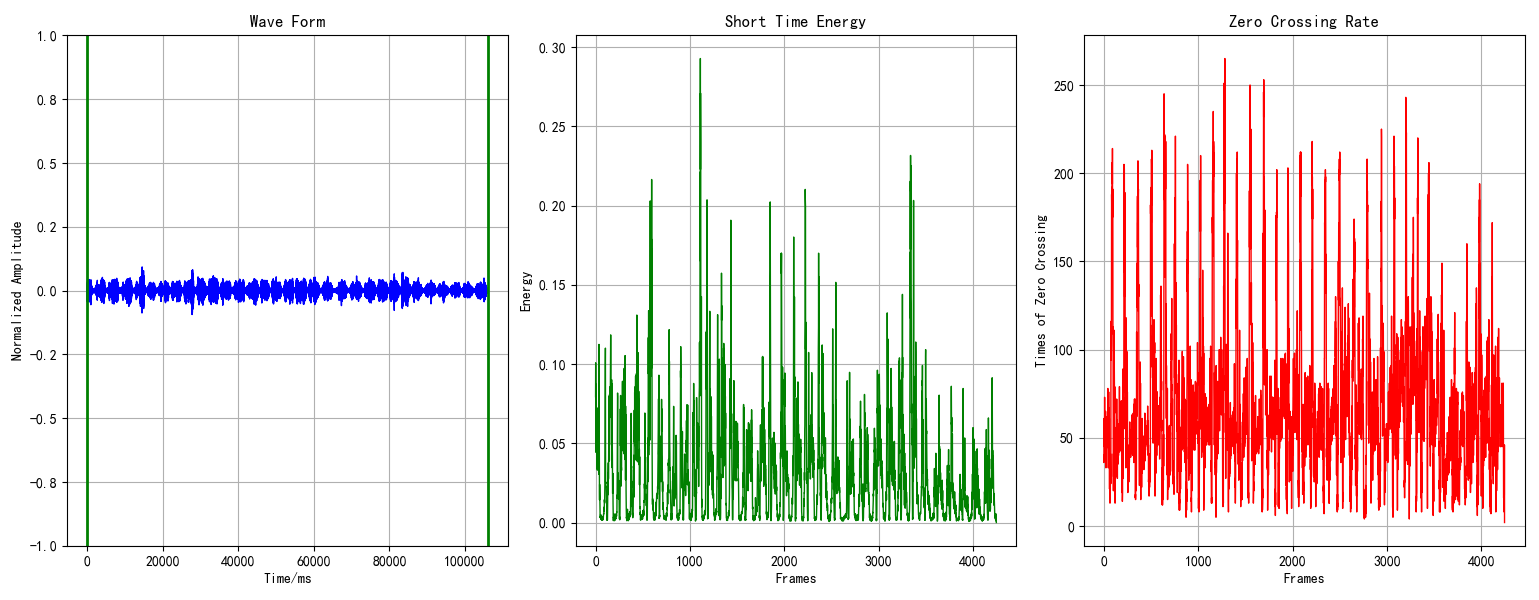 Wave Form
1.0
0.8
0.5
0.2
0.0
−0.2
−0.5
−0.8
−1.0
Normalized Amplitude
0 20000 40000 60000 80000 100000
Time/ms
Short Time Energy
0.30
0.25
0.20
0.15
0.10
0.05
0.00
Energy
0 1000 2000 3000 4000
Frames
Zero Crossing Rate
250
200
150
100
50
0
Times of Zero Crossing
0 1000 2000 3000 4000
Frames